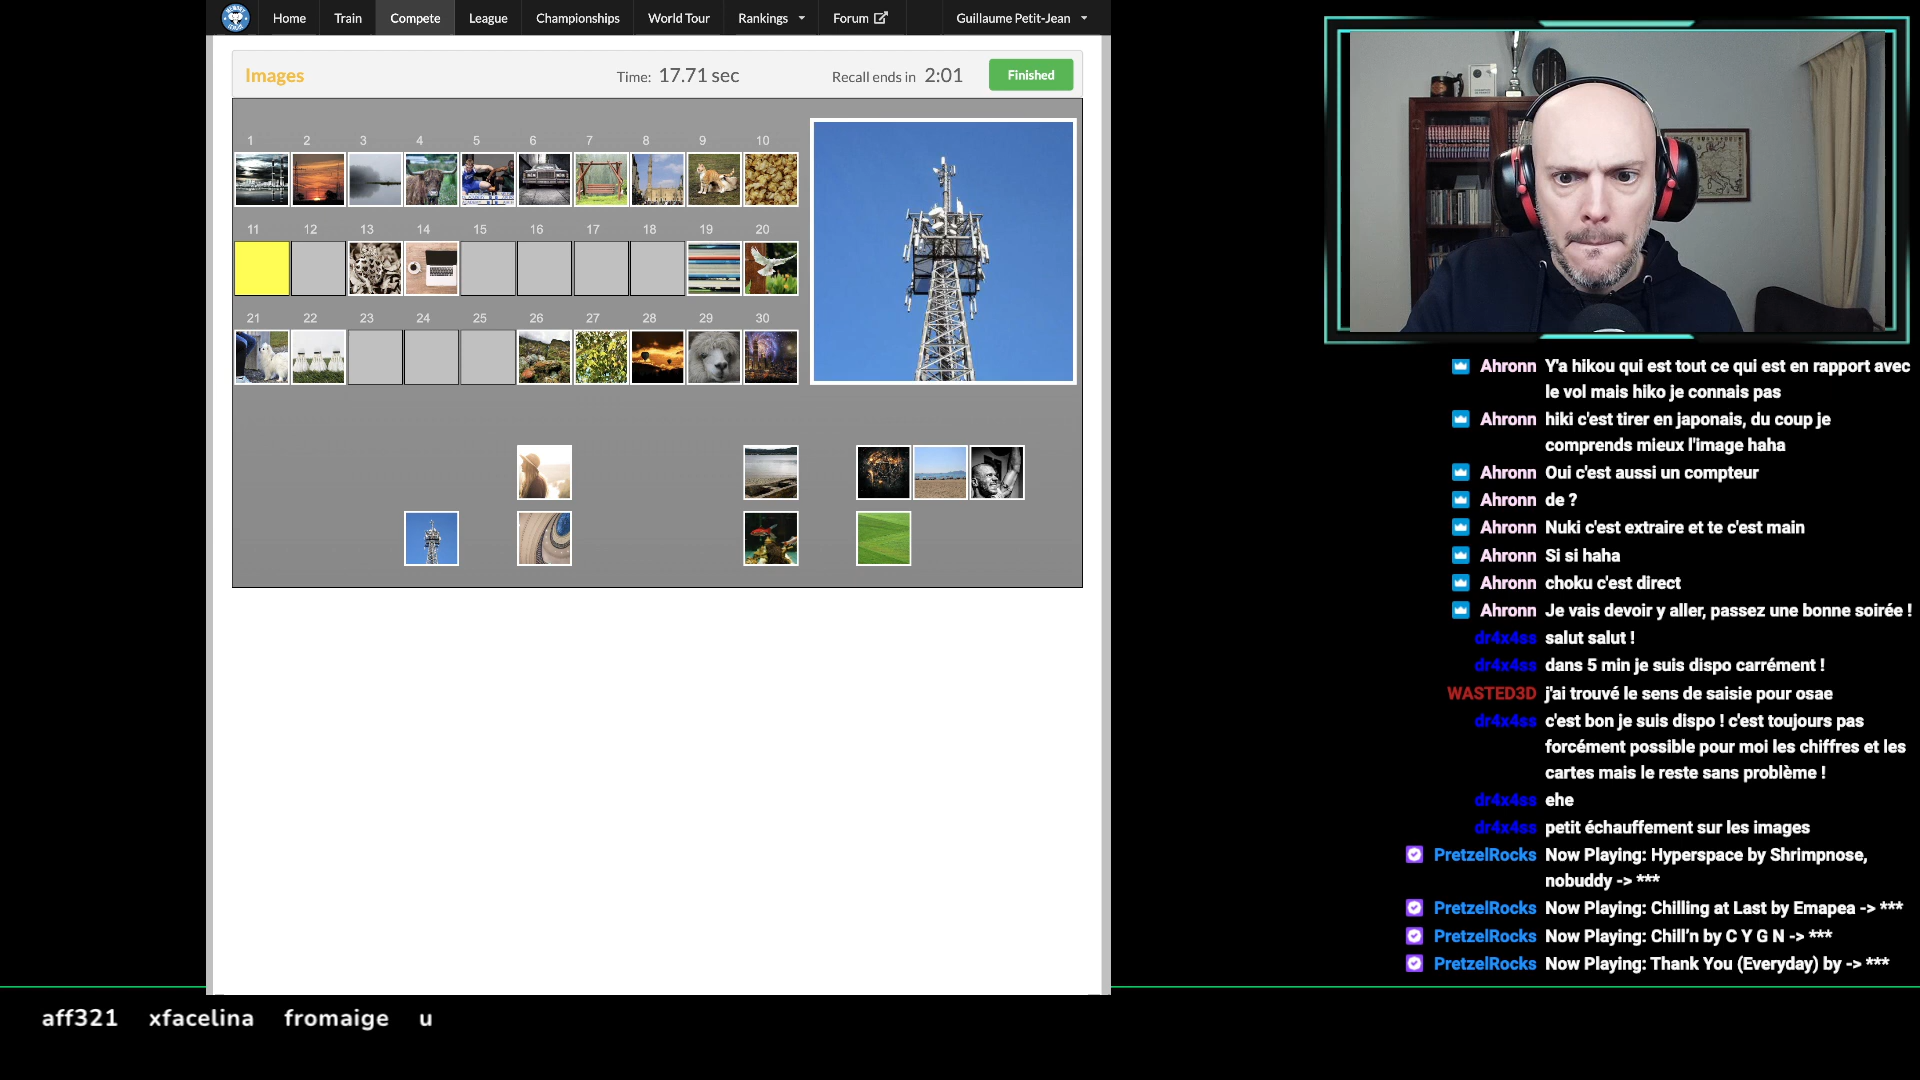 Home Train Compete League Championships World Tour Rankings Forum Guillaume Petit-Jean
Images Time: 17.71 sec Recall ends in 2:01 Finished
1 2 3 4 5 6 7 8 9 10
11 12 13 14 15 16 17 18 19 20
21 22 23 24 25 26 27 28 29 30
Ahronn Y'a hikou qui est tout ce qui est en rapport avec
le vol mais hiko je connais pas
Ahronn hiki c'est tirer en japonais, du coup je
comprends mieux l'image haha
Ahronn Oui c'est aussi un compteur
Ahronn de ?
Ahronn Nuki c'est extraire et te c'est main
Ahronn Si si haha
Ahronn choku c'est direct
Ahronn Je vais devoir y aller, passez une bonne soirée !
dr4x4ss salut salut !
dr4x4ss dans 5 min je suis dispo carrément !
WASTED3D j'ai trouvé le sens de saisie pour osae
dr4x4ss c'est bon je suis dispo ! c'est toujours pas
forcément possible pour moi les chiffres et les
cartes mais le reste sans problème !
dr4x4ss ehe
dr4x4ss petit échauffement sur les images
PretzelRocks Now Playing: Hyperspace by Shrimpnose,
nobuddy -> ***
PretzelRocks Now Playing: Chilling at Last by Emapea -> ***
PretzelRocks Now Playing: Chill’n by C Y G N -> ***
PretzelRocks Now Playing: Thank You (Everyday) by -> ***
aff321 xfacelina fromaige u